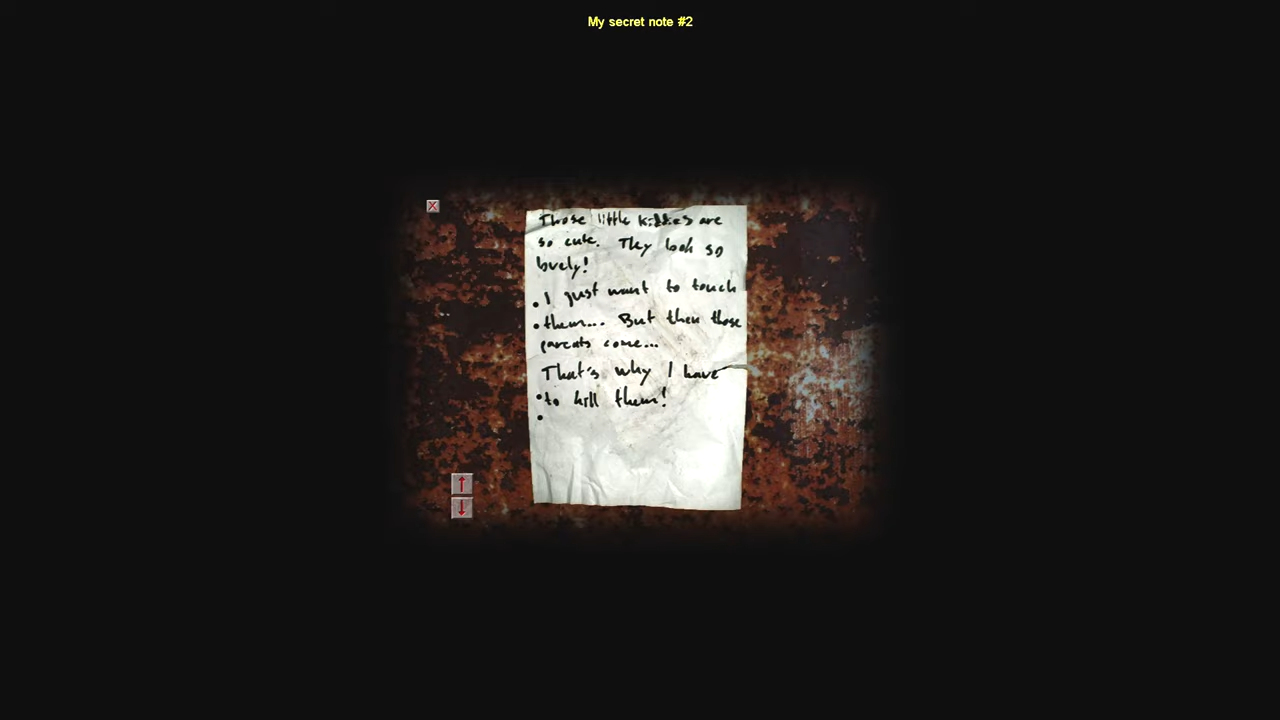 My secret note #2
Those little kitties are
so cute. They look so
lovely!
I just want to touch
them... But then those
parents come...
That's why I have
to kill them!